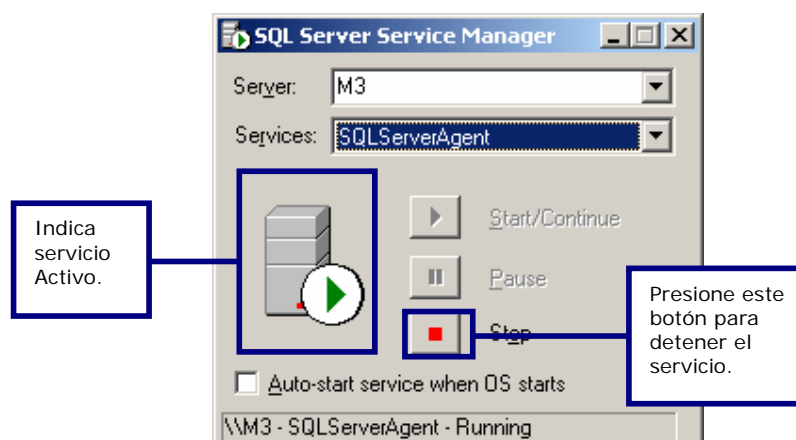 SQL Server Service Manager
Server: M3
Services: SQLServerAgent
Indica
servicio
Activo.
Start/Continue
Pause
Stop
Presione este
botón para
detener el
servicio.
Auto-start service when OS starts
\\M3 - SQLServerAgent - Running